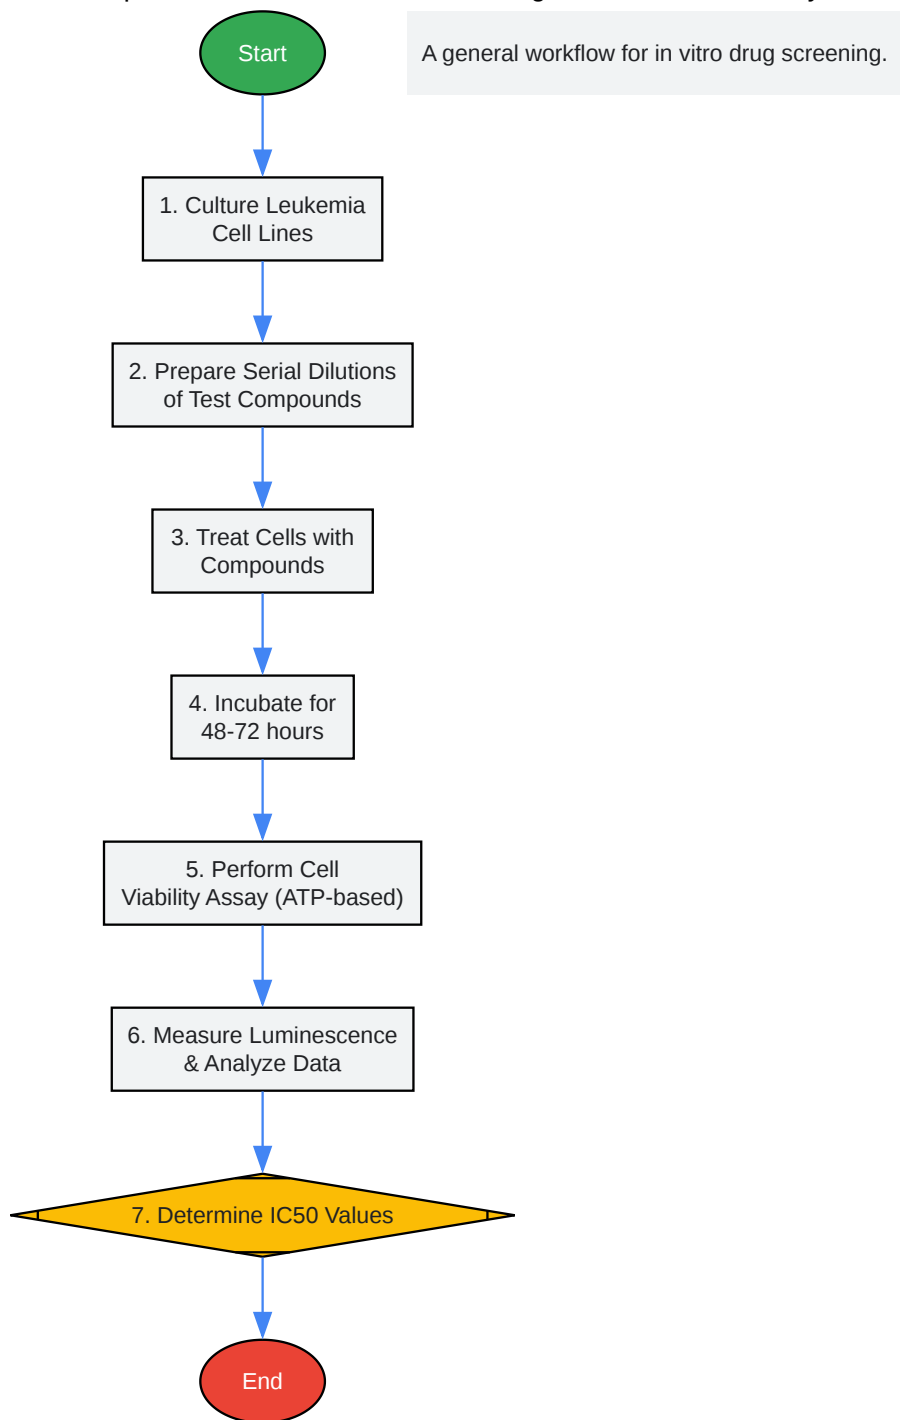 Start
A general workflow for in vitro drug screening.
1. Culture Leukemia
Cell Lines
2. Prepare Serial Dilutions
of Test Compounds
3. Treat Cells with
Compounds
4. Incubate for
48-72 hours
5. Perform Cell
Viability Assay (ATP-based)
6. Measure Luminescence
& Analyze Data
7. Determine IC50 Values
End